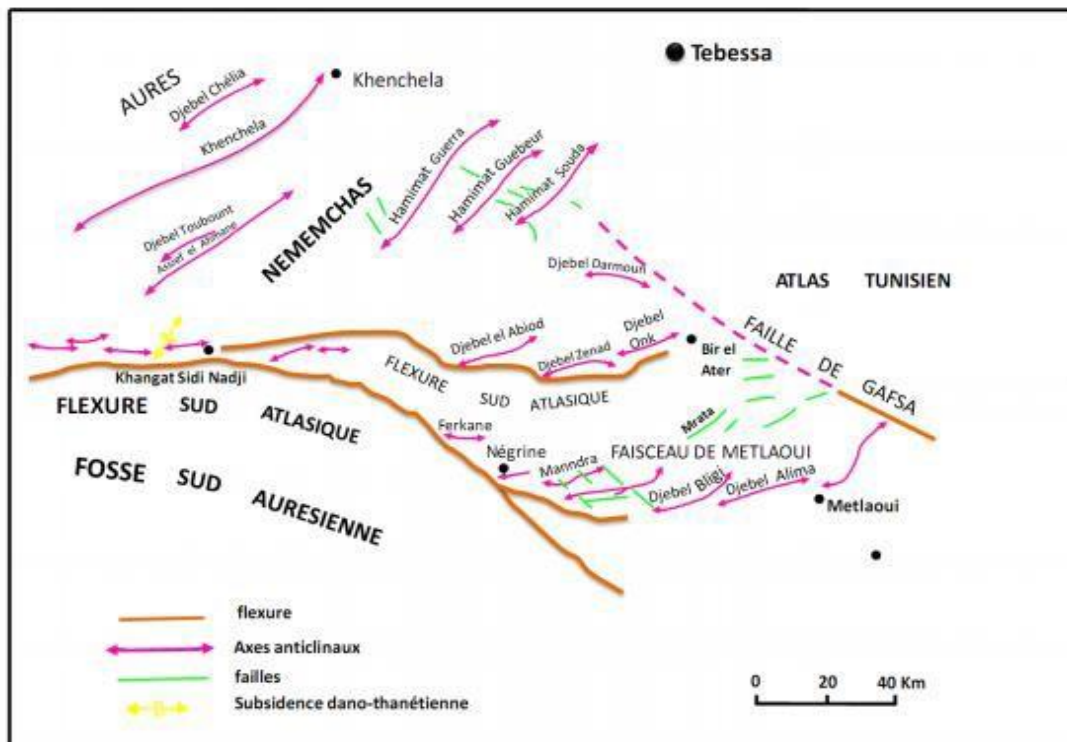 Tebessa
AURES
Djebel Chélia
Khenchela
Khenchela
Hamimat Guerra
Hamimat Guebeur
Hamimat Souda
NEMEMCHAS
Djebel Toubount
Djebel Darmoun
ATLAS TUNISIEN
FAILLE DE GAFSA
Djebel el Abiod
Djebel Zenad
Djebel Onk
Bir el Ater
Khangat Sidi Nadji
FLEXURE SUD ATLASIQUE
FLEXURE SUD ATLASIQUE
FOSSE SUD AURESIENNE
Ferkane
Négrine
Mrata
FAISCEAU DE METLAOUI
Manndra
Djebel Bligi
Djebel Alima
Metlaoui
flexure
Axes anticlinaux
failles
Subsidence dano-thanétienne
0 20 40 Km